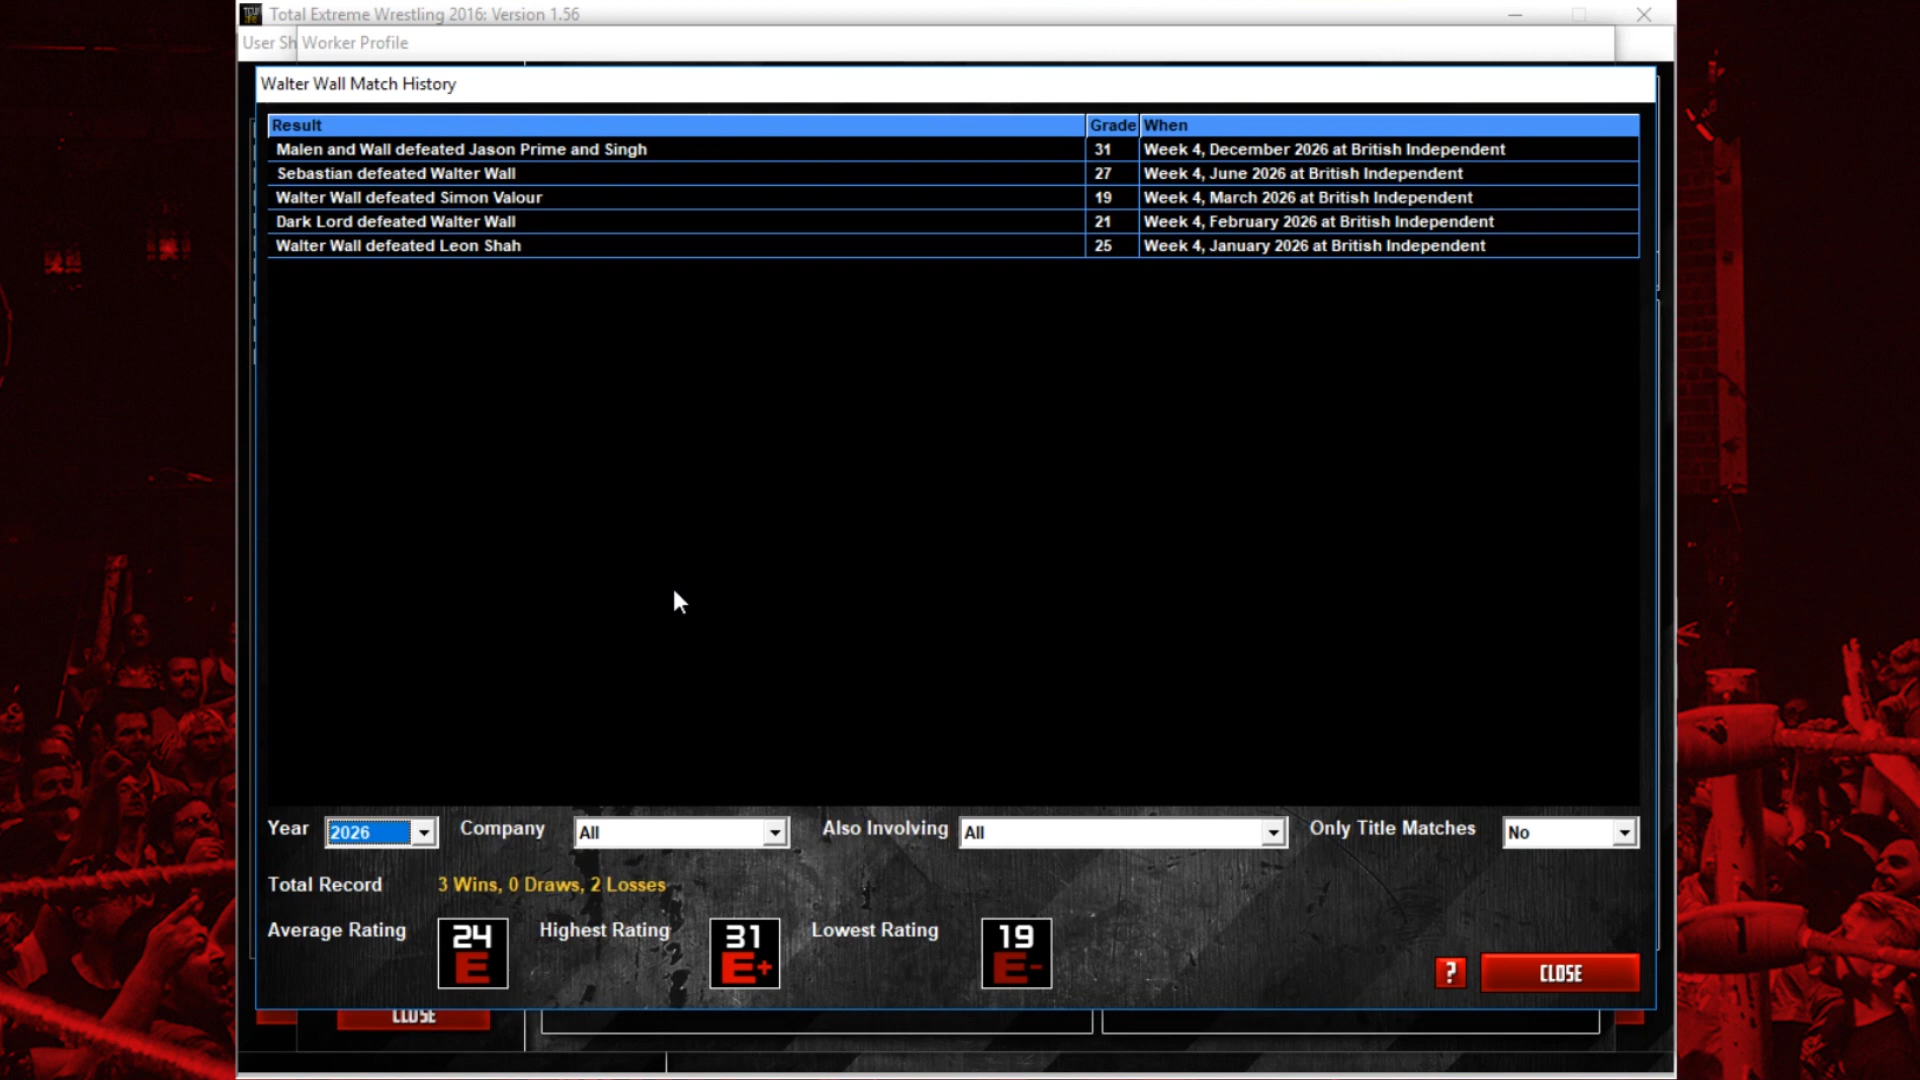 Total Extreme Wrestling 2016: Version 1.56
User Sh Worker Profile
Walter Wall Match History
Result Grade When
Malen and Wall defeated Jason Prime and Singh 31 Week 4, December 2026 at British Independent
Sebastian defeated Walter Wall 27 Week 4, June 2026 at British Independent
Walter Wall defeated Simon Valour 19 Week 4, March 2026 at British Independent
Dark Lord defeated Walter Wall 21 Week 4, February 2026 at British Independent
Walter Wall defeated Leon Shah 25 Week 4, January 2026 at British Independent
Year 2026 Company All Also Involving All Only Title Matches No
Total Record 3 Wins, 0 Draws, 2 Losses
Average Rating 24 E Highest Rating 31 E+ Lowest Rating 19 E-
? CLOSE
CLOSE